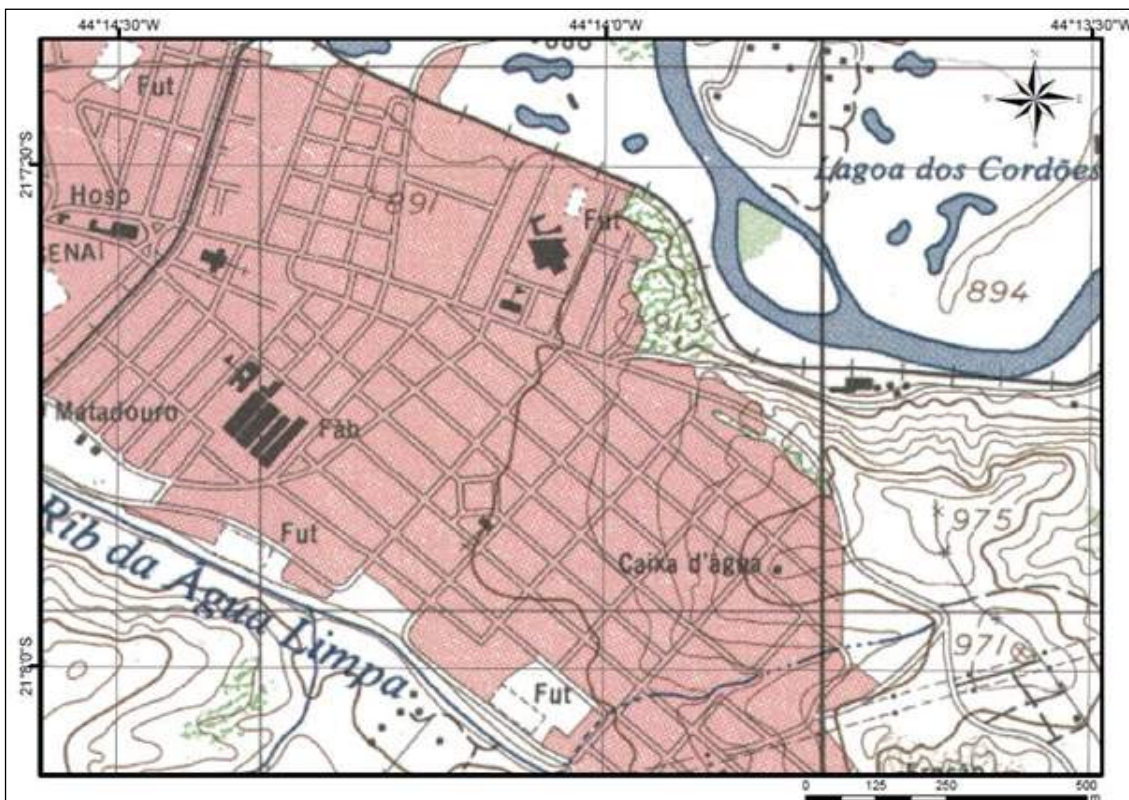 44°14'30"W
44°14'0"W
44°13'30"W
Fut
21°7'30"S
Lagoa dos Cordões
Hosp
891
Fut
ENAI
894
913
Matadouro
Fàb
975
Fut
Rib da Água Limpa
Caixa d'àgua
971
21°8'0"S
Fut
0 125 250 500
m